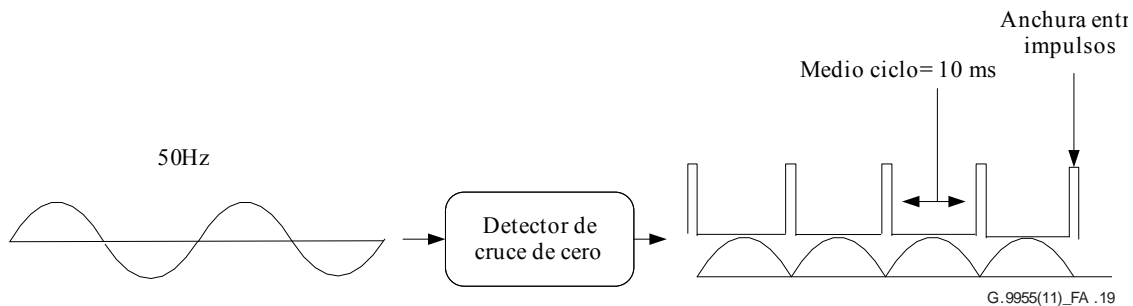 Anchura entr
impulsos
Medio ciclo= 10 ms
50Hz
Detector de
cruce de cero
G.9955(11)_FA .19